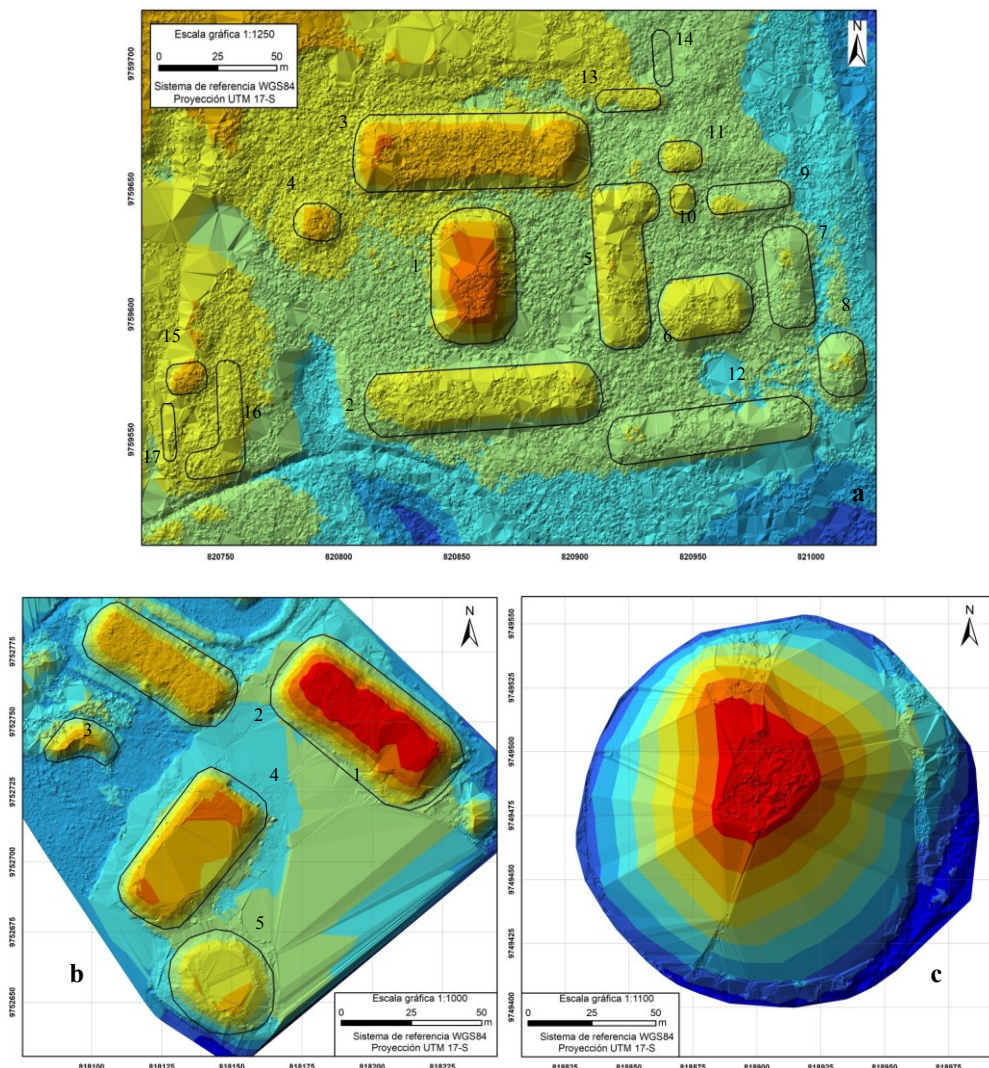 Escala gráfica 1:1250
0 25 50
m
Sistema de referencia WGS84
Proyección UTM 17-S
N
14
13
3
11
4
9
10
7
1
5
8
6
15
12
2
16
17
a
9759700
9759650
9759600
9759550
820750 820800 820850 820900 820950 821000
N
3
2
4
1
5
b
Escala gráfica 1:1000
0 25 50
m
Sistema de referencia WGS84
Proyección UTM 17-S
9752775
9752750
9752725
9752700
9752675
9752650
818100 818125 818150 818175 818200 818225
N
c
Escala gráfica 1:1100
0 25 50
m
Sistema de referencia WGS84
Proyección UTM 17-S
9749550
9749525
9749500
9749475
9749450
9749425
9749400
818825 818850 818875 818900 818925 818950 818975